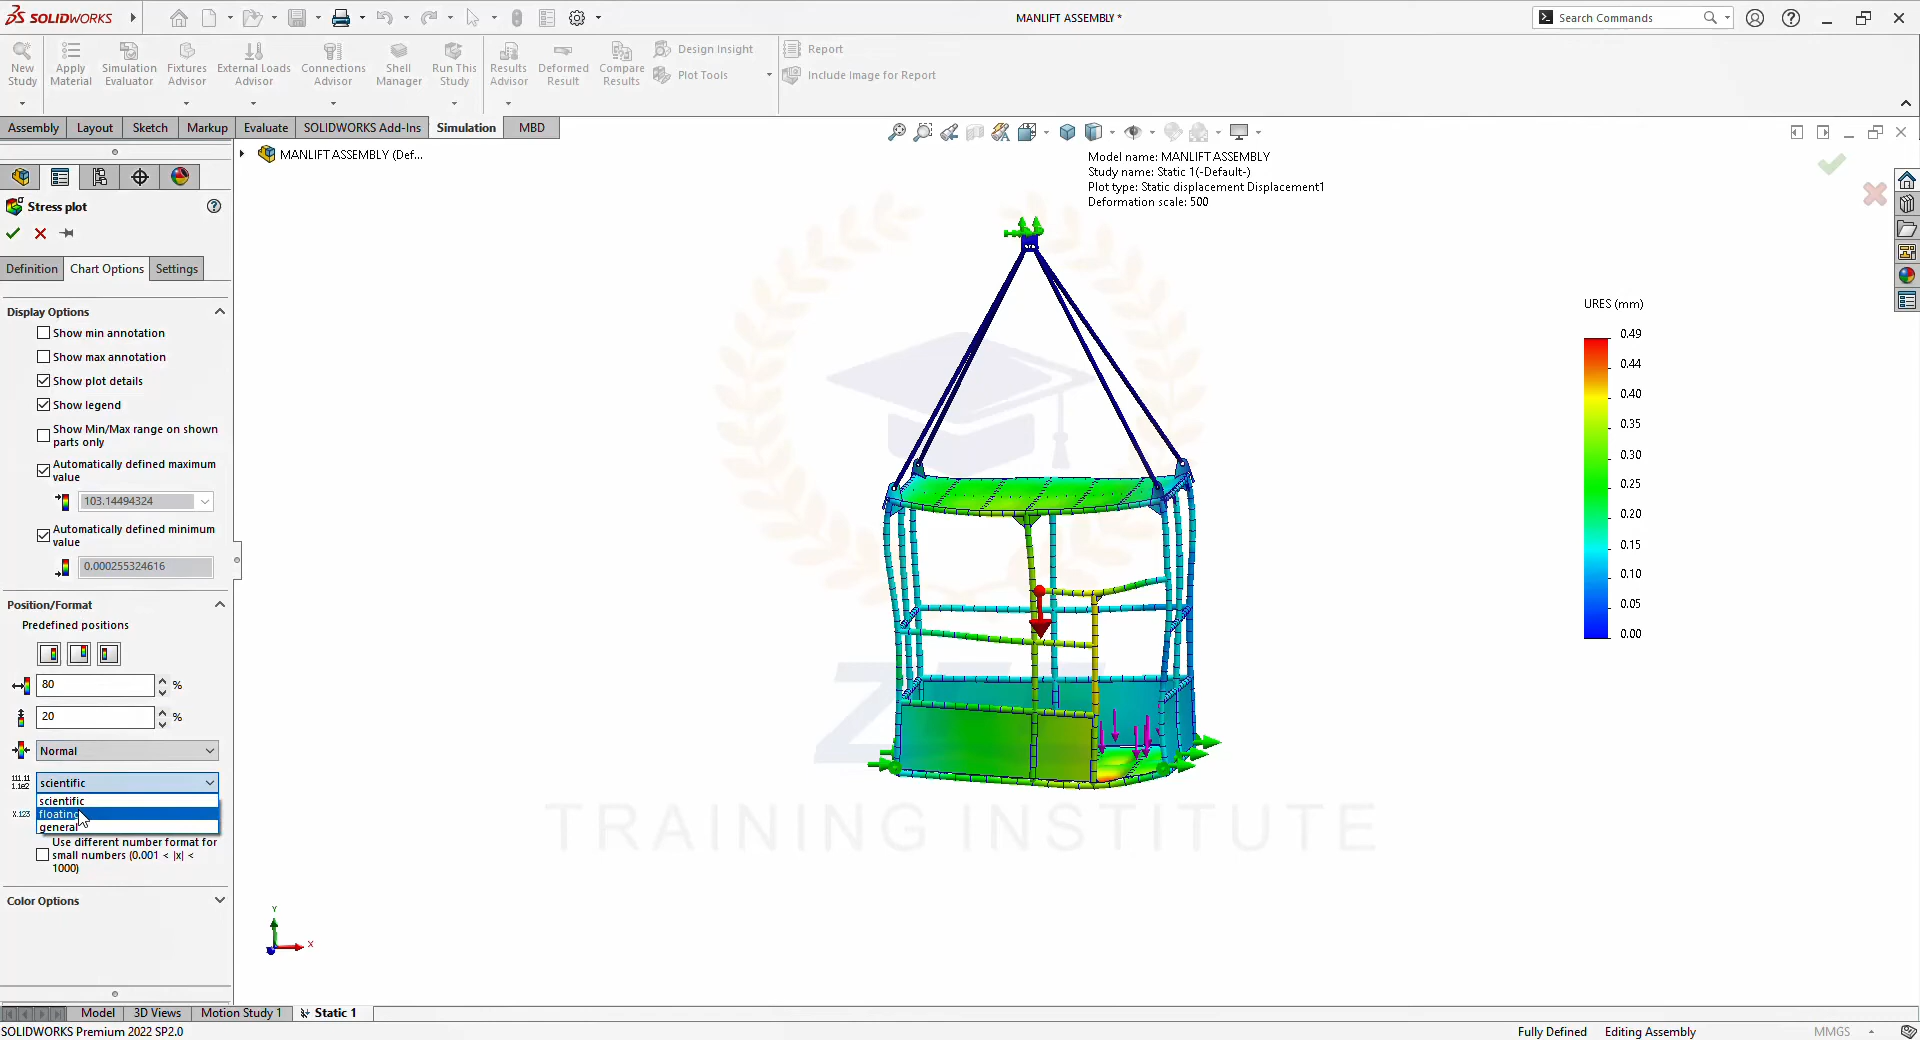 SOLIDWORKS
MANLIFT ASSEMBLY *
Search Commands
New Study
Apply Material
Simulation Evaluator
Fixtures Advisor
External Loads Advisor
Connections Advisor
Shell Manager
Run This Study
Results Advisor
Deformed Result
Compare Results
Design Insight
Plot Tools
Report
Include Image for Report
Assembly
Layout
Sketch
Markup
Evaluate
SOLIDWORKS Add-Ins
Simulation
MBD
MANLIFT ASSEMBLY (Def...
Model name: MANLIFT ASSEMBLY
Study name: Static 1(-Default-)
Plot type: Static displacement Displacement1
Deformation scale: 500
Stress plot
Definition
Chart Options
Settings
Display Options
Show min annotation
Show max annotation
Show plot details
Show legend
Show Min/Max range on shown
parts only
Automatically defined maximum
value
103.14494324
Automatically defined minimum
value
0.000255324616
Position/Format
Predefined positions
80
%
20
%
Normal
111.11
1.1e2
scientific
scientific
floating
x.123
general
Use different number format for
small numbers (0.001 < |x| <
1000)
Color Options
URES (mm)
0.49
0.44
0.40
0.35
0.30
0.25
0.20
0.15
0.10
0.05
0.00
TRAINING INSTITUTE
Y
X
Model
3D Views
Motion Study 1
Static 1
SOLIDWORKS Premium 2022 SP2.0
Fully Defined
Editing Assembly
MMGS